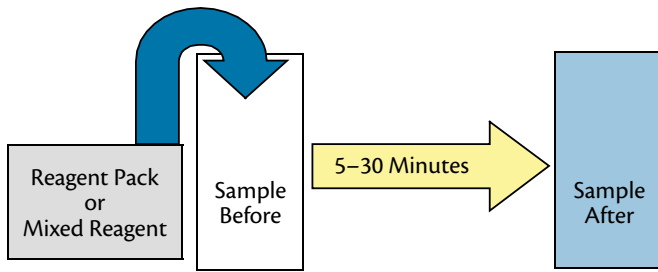 Reagent Pack
or
Mixed Reagent
Sample
Before
5–30 Minutes
Sample
After